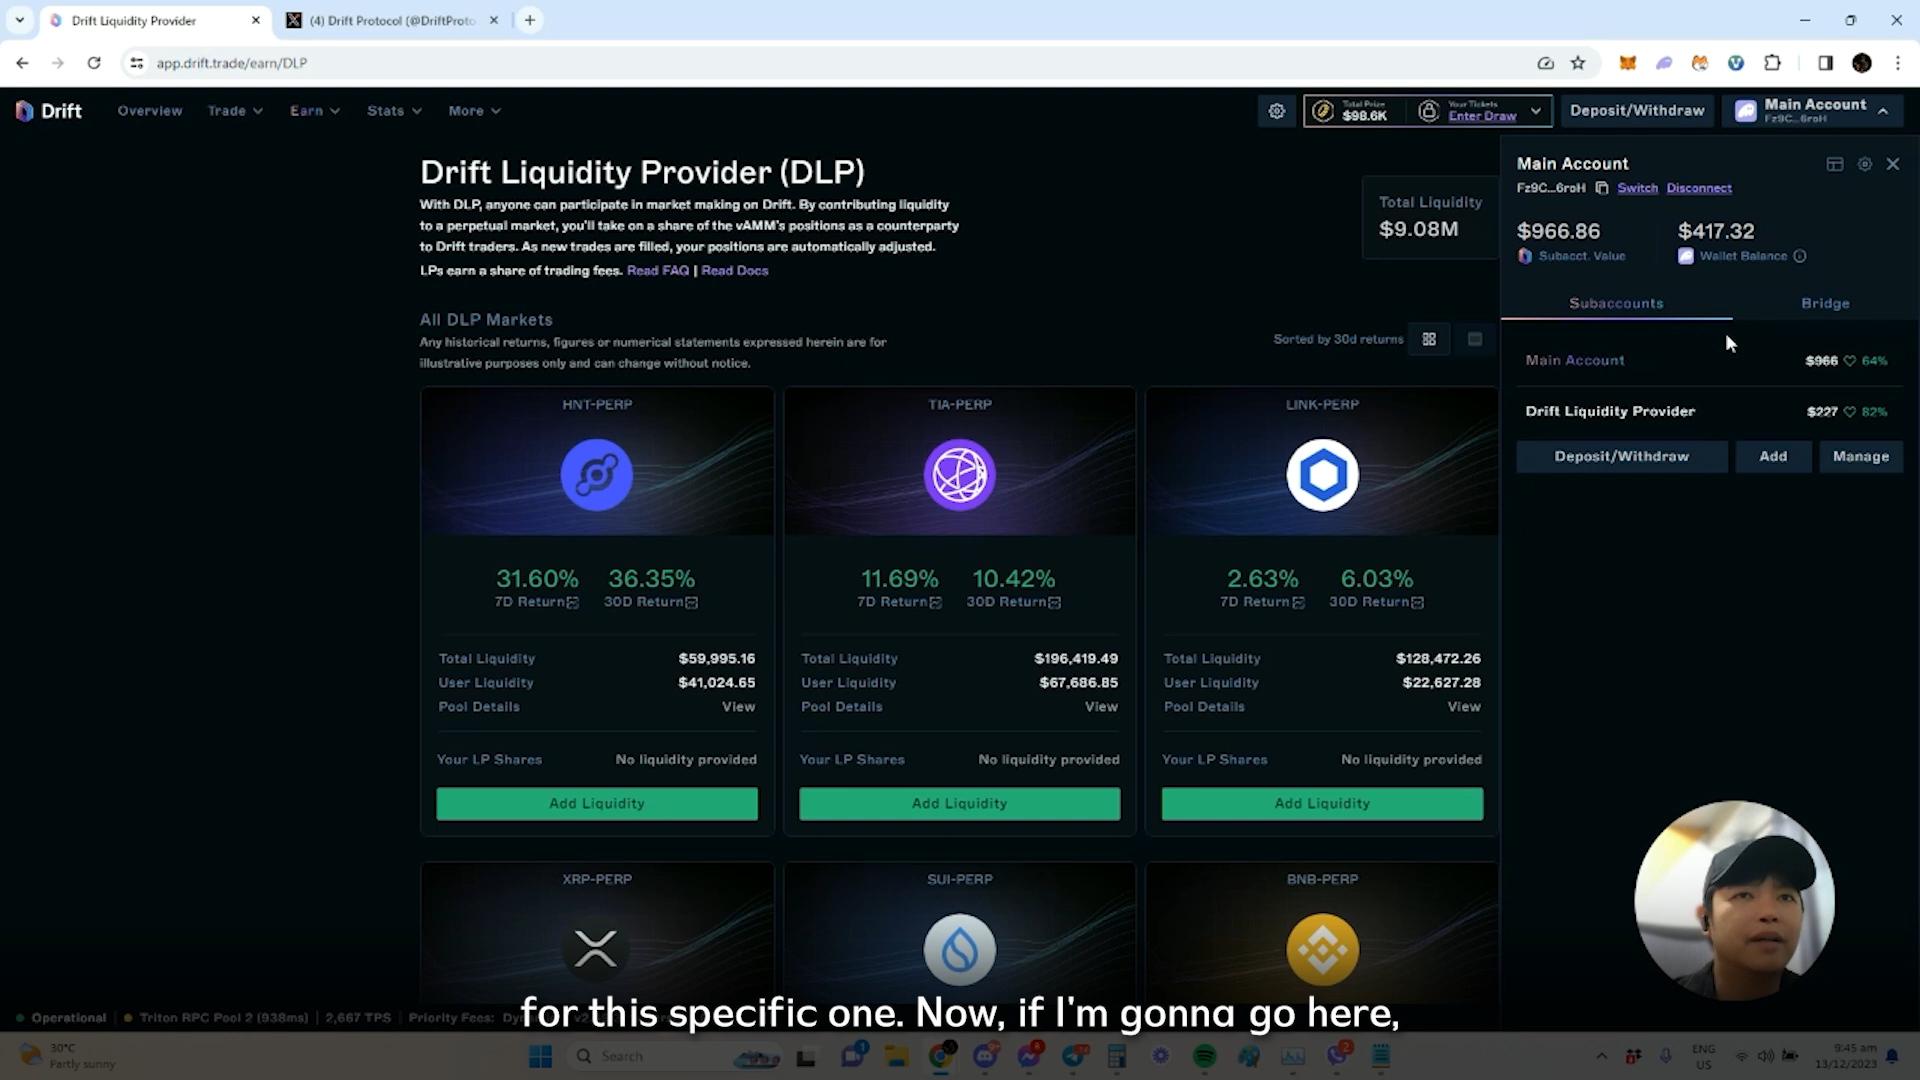 Drift Liquidity Provider
(4) Drift Protocol (@DriftProto
app.drift.trade/earn/DLP
Drift
Overview
Trade
Earn
Stats
More
Total Prize
$98.6K
Your Tickets
Enter Draw
Deposit/Withdraw
Main Account
Fz9C...6roH
Drift Liquidity Provider (DLP)
With DLP, anyone can participate in market making on Drift. By contributing liquidity
to a perpetual market, you'll take on a share of the vAMM's positions as a counterparty
to Drift traders. As new trades are filled, your positions are automatically adjusted.
LPs earn a share of trading fees. Read FAQ | Read Docs
Total Liquidity
$9.08M
All DLP Markets
Any historical returns, figures or numerical statements expressed herein are for
illustrative purposes only and can change without notice.
Sorted by 30d returns
HNT-PERP
31.60% 36.35%
7D Return 30D Return
Total Liquidity $59,995.16
User Liquidity $41,024.65
Pool Details View
Your LP Shares No liquidity provided
Add Liquidity
TIA-PERP
11.69% 10.42%
7D Return 30D Return
Total Liquidity $196,419.49
User Liquidity $67,686.85
Pool Details View
Your LP Shares No liquidity provided
Add Liquidity
LINK-PERP
2.63% 6.03%
7D Return 30D Return
Total Liquidity $128,472.26
User Liquidity $22,627.28
Pool Details View
Your LP Shares No liquidity provided
Add Liquidity
XRP-PERP
SUI-PERP
BNB-PERP
Main Account
Fz9C...6roH Switch Disconnect
$966.86 $417.32
Subacct. Value Wallet Balance
Subaccounts Bridge
Main Account $966 64%
Drift Liquidity Provider $227 82%
Deposit/Withdraw Add Manage
for this specific one. Now, if I'm gonna go here,
Operational Triton RPC Pool 2 (938ms) | 2,667 TPS | Priority Fees:
30°C
Partly sunny
Search
ENG
US
9:45 am
13/12/2023